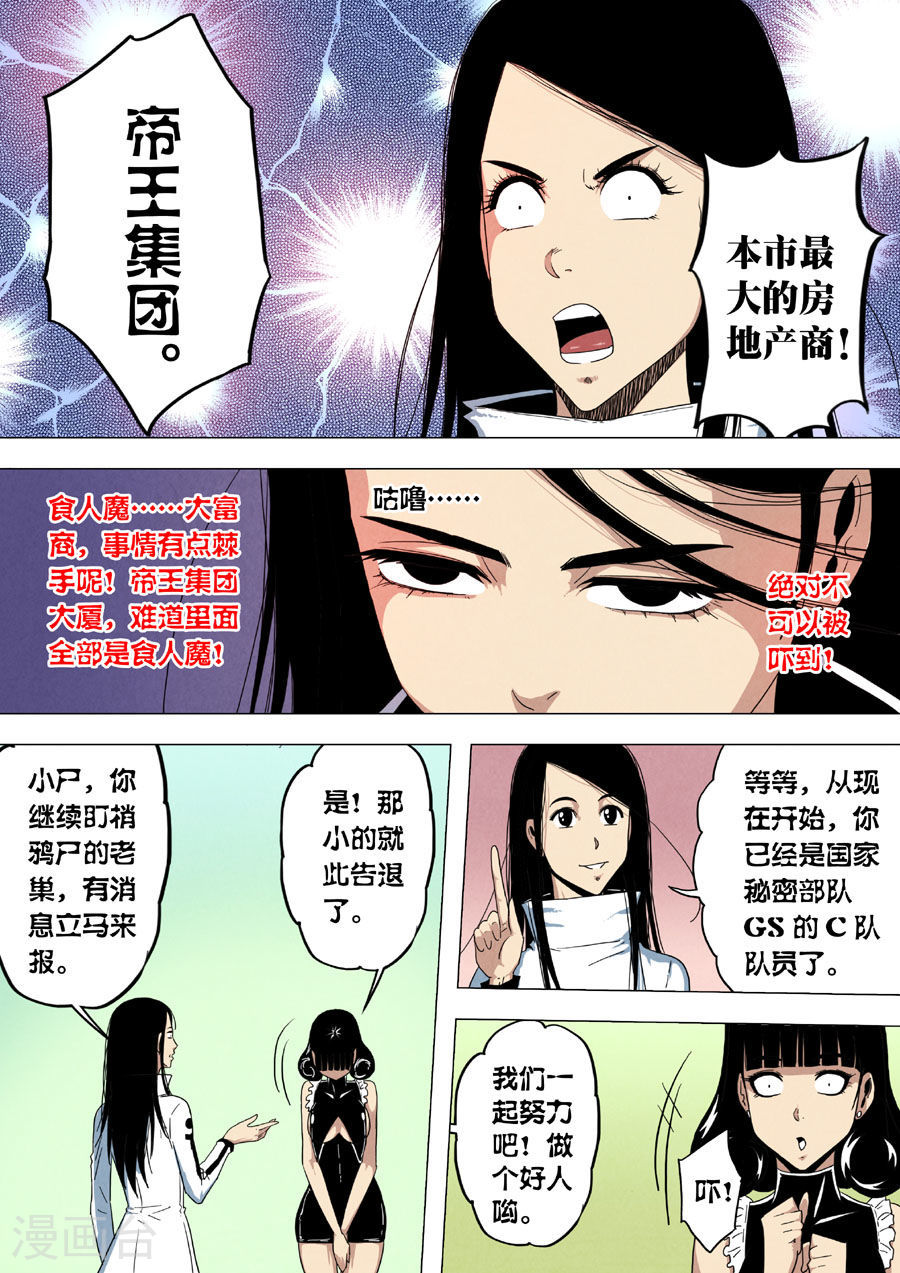 帝王集团。
本市最
大的房
地产商！
食人魔……大富
商，事情有点棘
手呢！帝王集团
大厦，难道里面
全部是食人魔！
咕噜……
绝对不
可以被
吓到！
小尸，你
继续盯梢
鸦尸的老
巢，有消
息立马来
报。
是！那
小的就
此告退
了。
等等，从现
在开始，你
已经是国家
秘密部队
GS的C队
队员了。
我们一
起努力
吧！做
个好人
哟。
吓！
漫画台